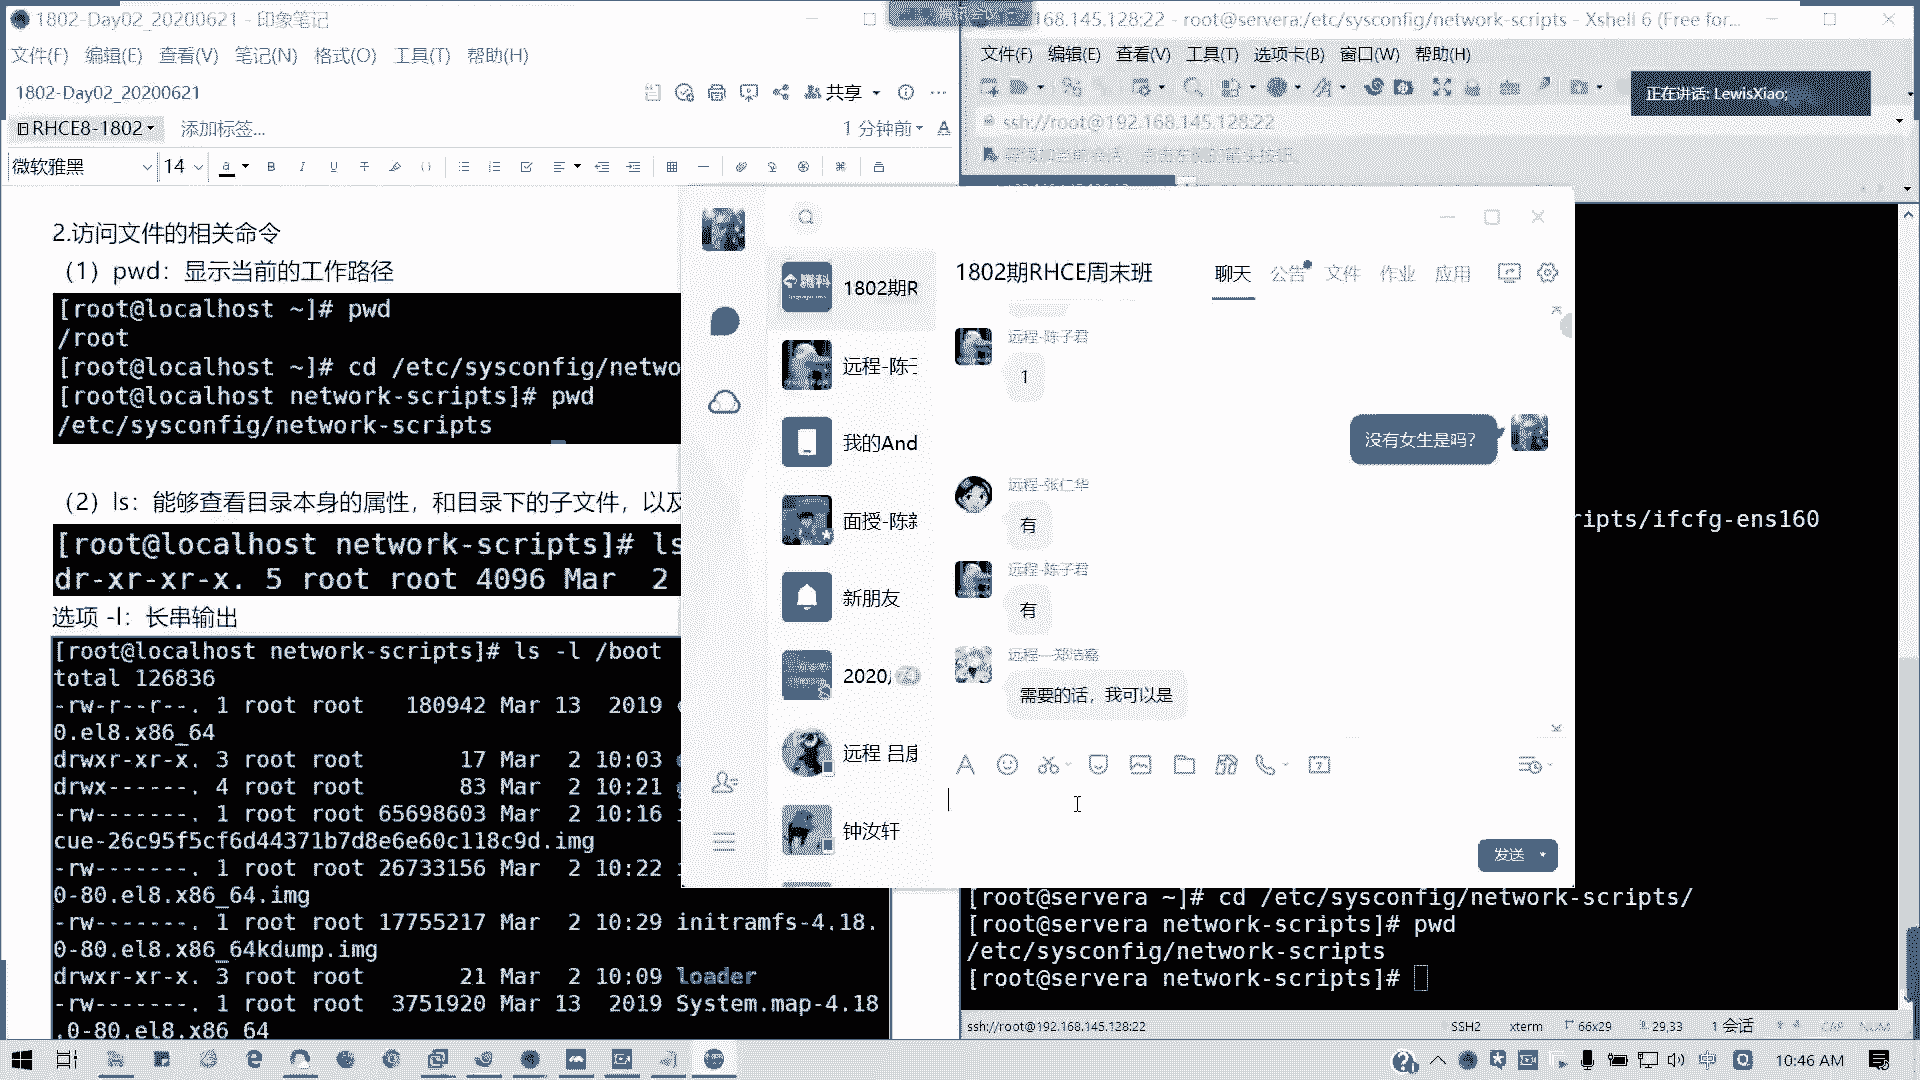 1802-Day02_20200621 - 印象笔记
文件(F) 编辑(E) 查看(V) 笔记(N) 格式(O) 工具(T) 帮助(H)
1802-Day02_20200621
共享
RHCE8-1802
添加标签...
1 分钟前
微软雅黑
14
2.访问文件的相关命令
（1）pwd：显示当前的工作路径
[root@localhost ~]# pwd
/root
[root@localhost ~]# cd /etc/sysconfig/netwo
[root@localhost network-scripts]# pwd
/etc/sysconfig/network-scripts
（2）ls：能够查看目录本身的属性，和目录下的子文件，以及
[root@localhost network-scripts]# ls
dr-xr-xr-x. 5 root root 4096 Mar  2
选项 -l：长串输出
[root@localhost network-scripts]# ls -l /boot
total 126836
-rw-r--r--. 1 root root   180942 Mar 13  2019
0.el8.x86_64
drwxr-xr-x. 3 root root       17 Mar  2 10:03
drwx------. 4 root root       83 Mar  2 10:21
-rw-------. 1 root root 65698603 Mar  2 10:16
cue-26c95f5cf6d44371b7d8e6e60c118c9d.img
-rw-------. 1 root root 26733156 Mar  2 10:22
0-80.el8.x86_64.img
-rw-------. 1 root root 17755217 Mar  2 10:29 initramfs-4.18.
0-80.el8.x86_64kdump.img
drwxr-xr-x. 3 root root       21 Mar  2 10:09 loader
-rw-------. 1 root root  3751920 Mar 13  2019 System.map-4.18
.0-80.el8.x86_64
168.145.128:22 - root@servera:/etc/sysconfig/network-scripts - Xshell 6 (Free for...
文件(F) 编辑(E) 查看(V) 工具(T) 选项卡(B) 窗口(W) 帮助(H)
正在讲话: LewisXiao;
ssh://root@192.168.145.128:22
1802期R
远程-陈子
我的And
面授-陈新
新朋友
2020
远程 吕彦
钟汝轩
1802期RHCE周末班
聊天 公告 文件 作业 应用
远程-陈子君
1
没有女生是吗？
远程-张仁华
有
远程-陈子君
有
需要的话，我可以是
发送
ripts/ifcfg-ens160
[root@servera ~]# cd /etc/sysconfig/network-scripts/
[root@servera network-scripts]# pwd
/etc/sysconfig/network-scripts
[root@servera network-scripts]#
ssh://root@192.168.145.128:22
SSH2 xterm 66x29 29,33 1 会话 CAP NUM
中
10:46 AM